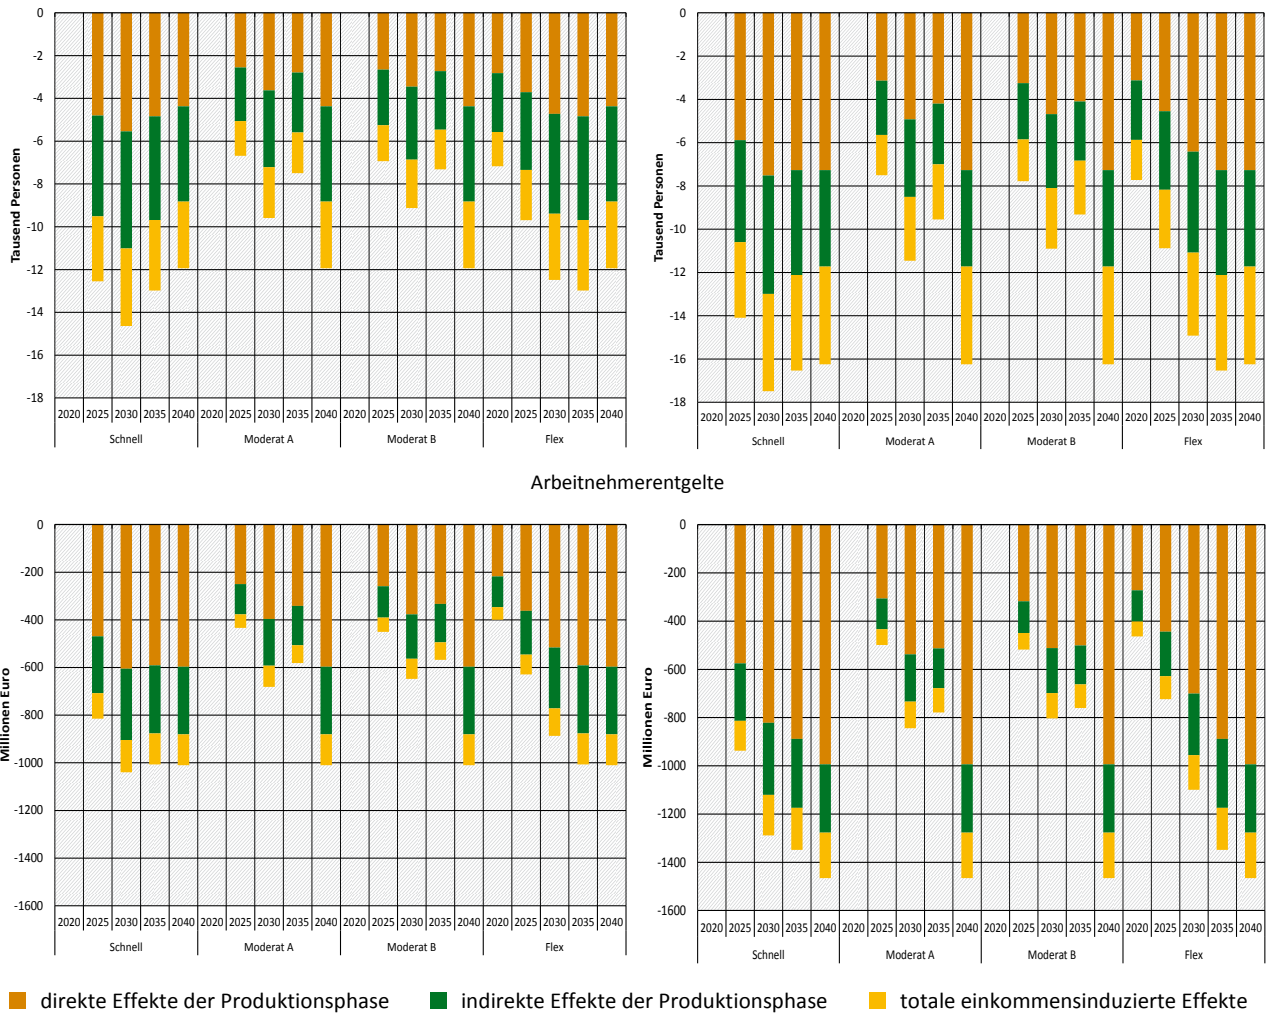 0
-2
-4
-6
-8
-10
-12
-14
-16
-18
Tausend Personen
2020 2025 2030 2035 2040 2020 2025 2030 2035 2040 2020 2025 2030 2035 2040 2020 2025 2030 2035 2040
Schnell Moderat A Moderat B Flex
0
-2
-4
-6
-8
-10
-12
-14
-16
-18
Tausend Personen
2020 2025 2030 2035 2040 2020 2025 2030 2035 2040 2020 2025 2030 2035 2040 2020 2025 2030 2035 2040
Schnell Moderat A Moderat B Flex
Arbeitnehmerentgelte
0
-200
-400
-600
-800
-1000
-1200
-1400
-1600
Millionen Euro
2020 2025 2030 2035 2040 2020 2025 2030 2035 2040 2020 2025 2030 2035 2040 2020 2025 2030 2035 2040
Schnell Moderat A Moderat B Flex
0
-200
-400
-600
-800
-1000
-1200
-1400
-1600
Millionen Euro
2020 2025 2030 2035 2040 2020 2025 2030 2035 2040 2020 2025 2030 2035 2040 2020 2025 2030 2035 2040
Schnell Moderat A Moderat B Flex
direkte Effekte der Produktionsphase indirekte Effekte der Produktionsphase totale einkommensinduzierte Effekte